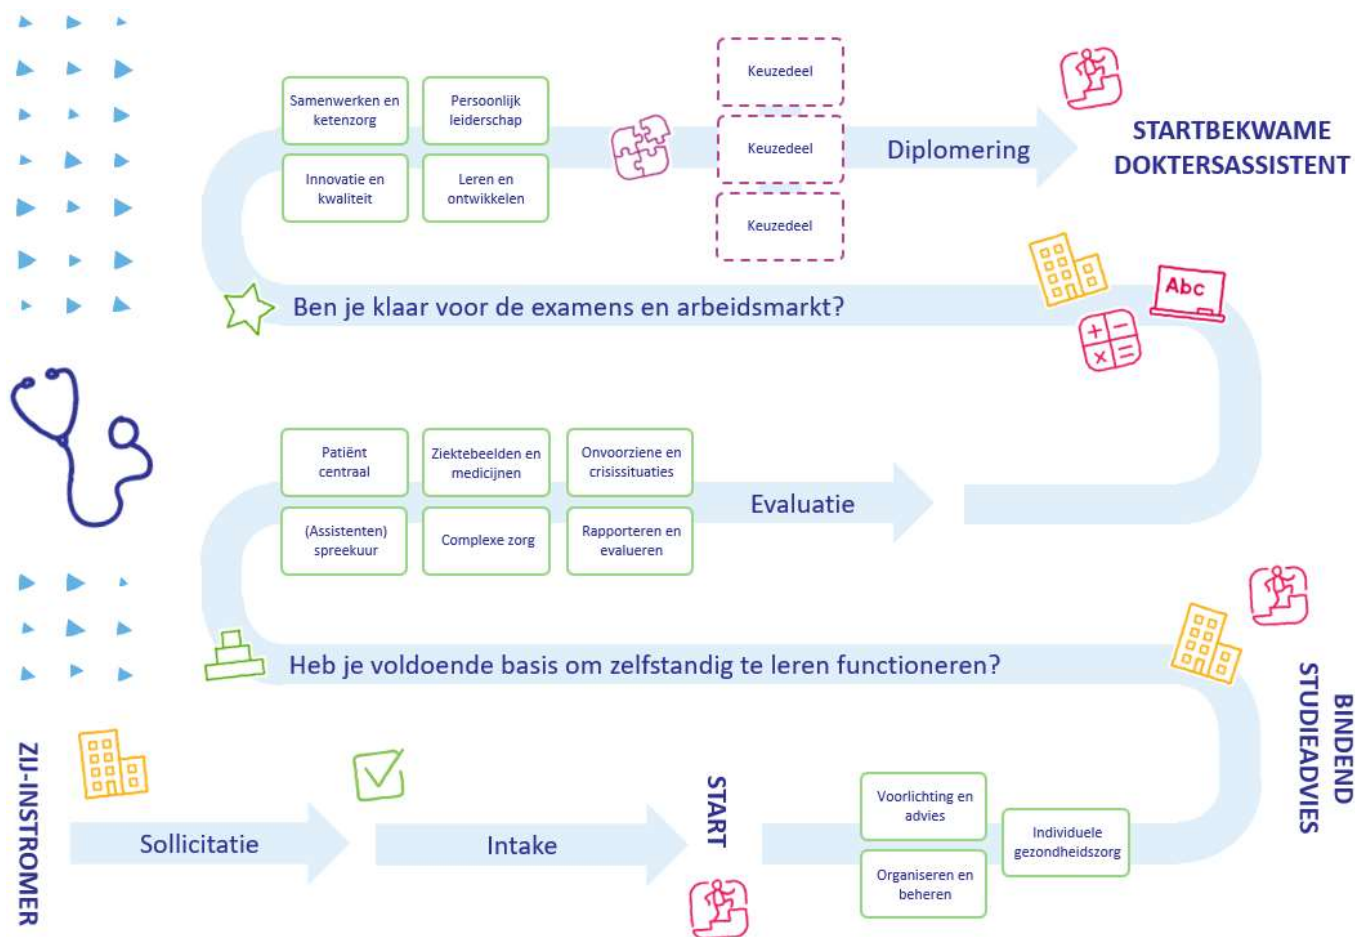 Samenwerken en
ketenzorg
Persoonlijk
leiderschap
Innovatie en
kwaliteit
Leren en
ontwikkelen
Keuzedeel
Keuzedeel
Keuzedeel
Diplomering
STARTBEKWAME
DOKTERSASSISTENT
Ben je klaar voor de examens en arbeidsmarkt?
Abc
+ −
x =
Patiënt
centraal
Ziektebeelden en
medicijnen
Onvoorziene en
crisissituaties
(Assistenten)
spreekuur
Complexe zorg
Rapporteren en
evalueren
Evaluatie
Heb je voldoende basis om zelfstandig te leren functioneren?
BINDEND
STUDIEADVIES
ZIJ-INSTROMER
Sollicitatie
Intake
START
Voorlichting en
advies
Organiseren en
beheren
Individuele
gezondheidszorg